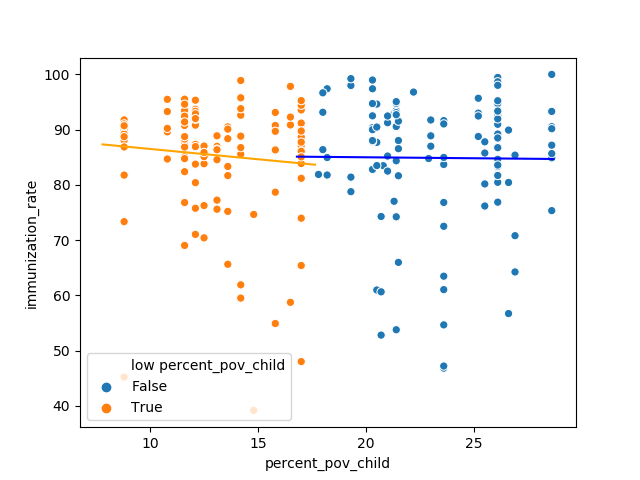 100
90
80
70
60
50
40
immunization_rate
low percent_pov_child
False
True
10
15
20
25
percent_pov_child